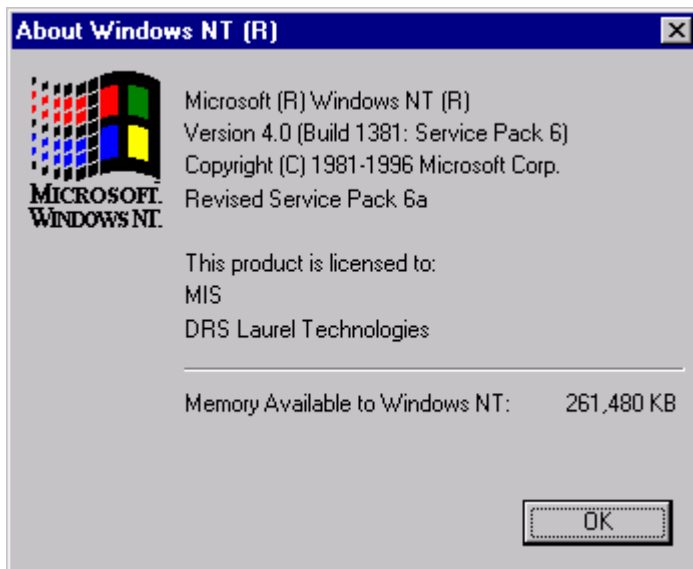 About Windows NT (R)
Microsoft (R) Windows NT (R)
Version 4.0 (Build 1381: Service Pack 6)
Copyright (C) 1981-1996 Microsoft Corp.
Revised Service Pack 6a
MICROSOFT.
WINDOWS NT.
This product is licensed to:
MIS
DRS Laurel Technologies
Memory Available to Windows NT: 261,480 KB
OK